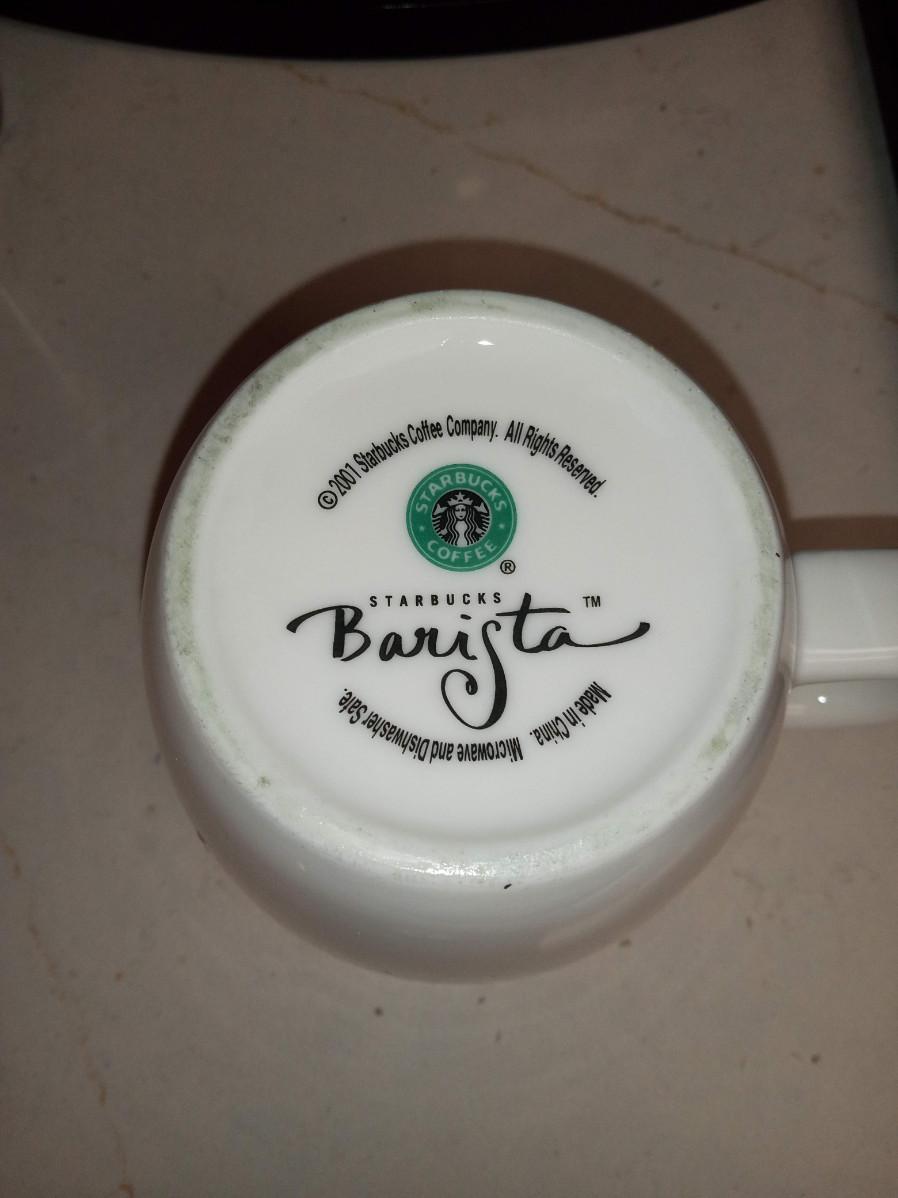 © 2001 Starbucks Coffee Company. All Rights Reserved.
STARBUCKS
COFFEE
®
STARBUCKS
Barista ™
Made in China. Microwave and Dishwasher Safe.